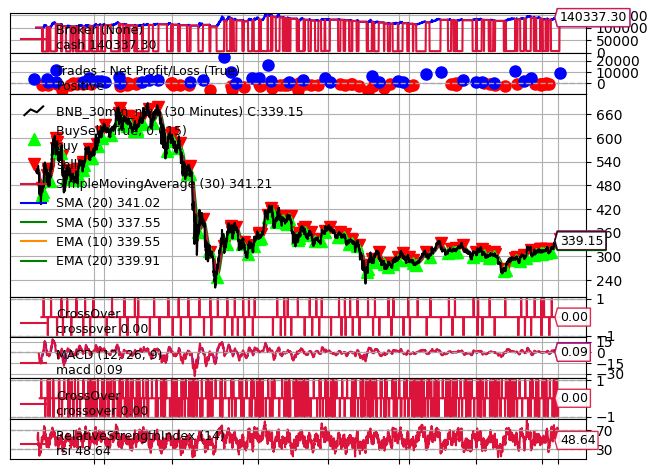 Broker (None)
cash 140337.30
140337.30
100000
50000
0
Trades - Net Profit/Loss (True)
Positive
20000
10000
0
BNB_30m (30 Minutes) C:339.15
BuySell (True, 0.015)
buy
sell
SimpleMovingAverage (30) 341.21
SMA (20) 341.02
SMA (50) 337.55
EMA (10) 339.55
EMA (20) 339.91
660
600
540
480
420
360
339.15
300
240
CrossOver
crossover 0.00
1
0.00
−1
MACD (12, 26, 9)
macd 0.09
15
0.09
0
−15
−30
CrossOver
crossover 0.00
1
0.00
−1
RelativeStrengthIndex (14)
rsi 48.64
70
48.64
30